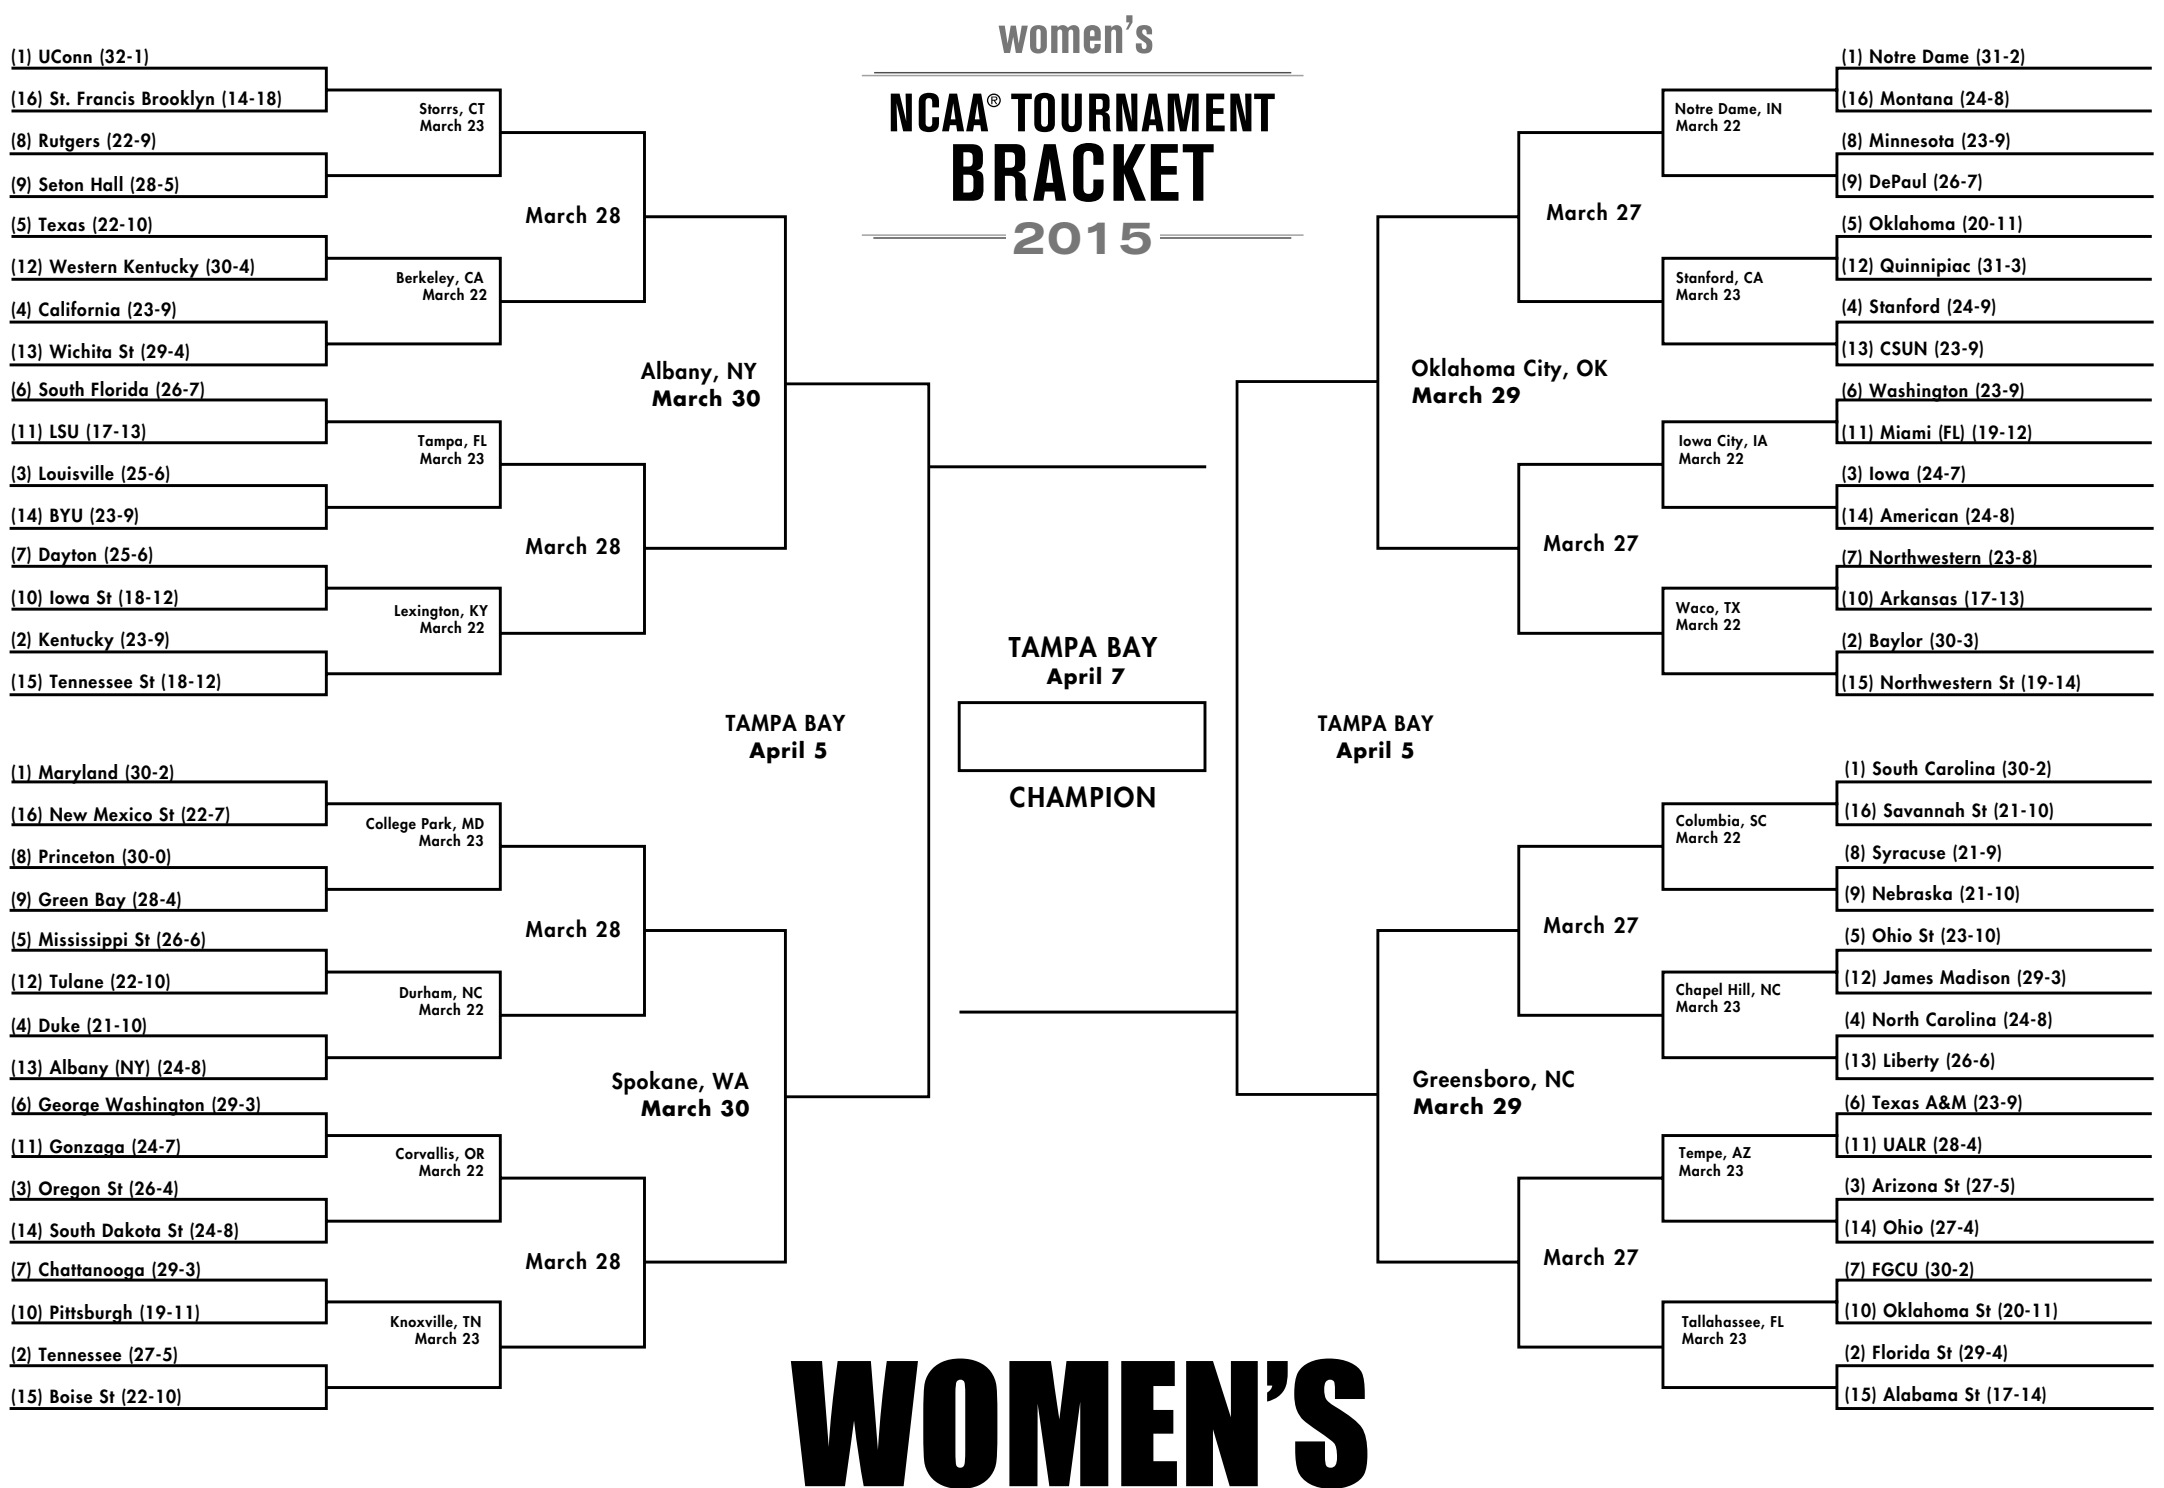 women's
NCAA® TOURNAMENT
BRACKET
2015
(1) UConn (32-1)
(16) St. Francis Brooklyn (14-18)
(8) Rutgers (22-9)
(9) Seton Hall (28-5)
(5) Texas (22-10)
(12) Western Kentucky (30-4)
(4) California (23-9)
(13) Wichita St (29-4)
(6) South Florida (26-7)
(11) LSU (17-13)
(3) Louisville (25-6)
(14) BYU (23-9)
(7) Dayton (25-6)
(10) Iowa St (18-12)
(2) Kentucky (23-9)
(15) Tennessee St (18-12)
Storrs, CT
March 23
Berkeley, CA
March 22
Tampa, FL
March 23
Lexington, KY
March 22
March 28
March 28
Albany, NY
March 30
(1) Maryland (30-2)
(16) New Mexico St (22-7)
(8) Princeton (30-0)
(9) Green Bay (28-4)
(5) Mississippi St (26-6)
(12) Tulane (22-10)
(4) Duke (21-10)
(13) Albany (NY) (24-8)
(6) George Washington (29-3)
(11) Gonzaga (24-7)
(3) Oregon St (26-4)
(14) South Dakota St (24-8)
(7) Chattanooga (29-3)
(10) Pittsburgh (19-11)
(2) Tennessee (27-5)
(15) Boise St (22-10)
College Park, MD
March 23
Durham, NC
March 22
Corvallis, OR
March 22
Knoxville, TN
March 23
March 28
March 28
Spokane, WA
March 30
TAMPA BAY
April 5
TAMPA BAY
April 7
CHAMPION
TAMPA BAY
April 5
(1) Notre Dame (31-2)
(16) Montana (24-8)
(8) Minnesota (23-9)
(9) DePaul (26-7)
(5) Oklahoma (20-11)
(12) Quinnipiac (31-3)
(4) Stanford (24-9)
(13) CSUN (23-9)
(6) Washington (23-9)
(11) Miami (FL) (19-12)
(3) Iowa (24-7)
(14) American (24-8)
(7) Northwestern (23-8)
(10) Arkansas (17-13)
(2) Baylor (30-3)
(15) Northwestern St (19-14)
Notre Dame, IN
March 22
Stanford, CA
March 23
Iowa City, IA
March 22
Waco, TX
March 22
March 27
March 27
Oklahoma City, OK
March 29
(1) South Carolina (30-2)
(16) Savannah St (21-10)
(8) Syracuse (21-9)
(9) Nebraska (21-10)
(5) Ohio St (23-10)
(12) James Madison (29-3)
(4) North Carolina (24-8)
(13) Liberty (26-6)
(6) Texas A&M (23-9)
(11) UALR (28-4)
(3) Arizona St (27-5)
(14) Ohio (27-4)
(7) FGCU (30-2)
(10) Oklahoma St (20-11)
(2) Florida St (29-4)
(15) Alabama St (17-14)
Columbia, SC
March 22
Chapel Hill, NC
March 23
Tempe, AZ
March 23
Tallahassee, FL
March 23
March 27
March 27
Greensboro, NC
March 29
WOMEN'S